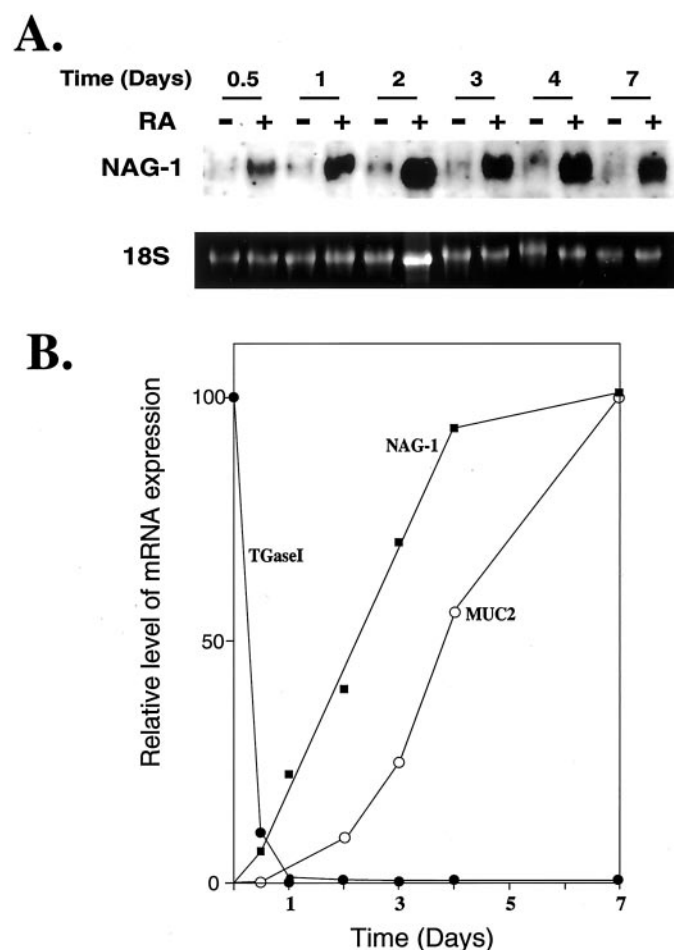 A.
Time (Days) 0.5 1 2 3 4 7
RA - + - + - + - + - + - +
NAG-1
18S
B.
Relative level of mRNA expression
100
50
0
TGaseI
NAG-1
MUC2
1 3 5 7
Time (Days)